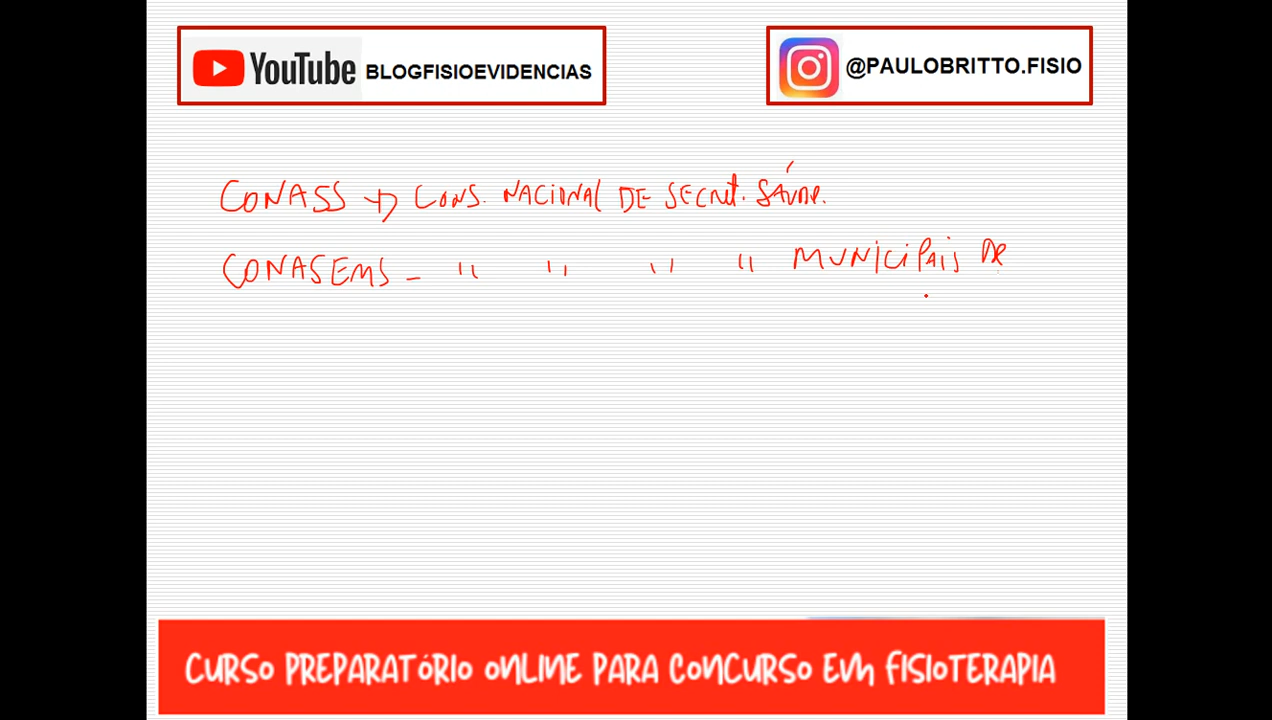 YouTube BLOGFISIOEVIDENCIAS
@PAULOBRITTO.FISIO
CONASS → CONS. NACIONAL DE SECRET. SAÚDE.
CONASEMS - " " " " MUNICIPAIS DE
CURSO PREPARATÓRIO ONLINE PARA CONCURSO EM FISIOTERAPIA